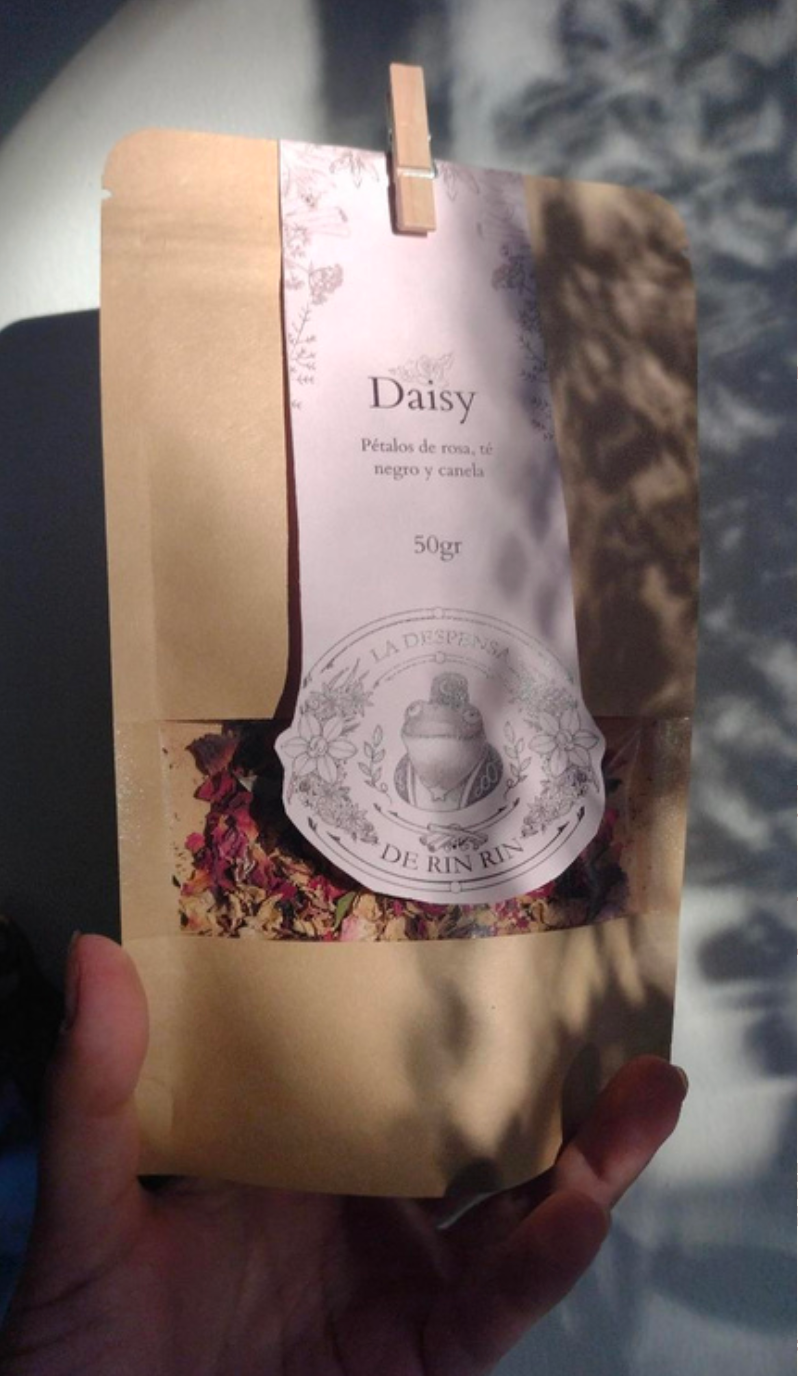 Daisy
Pétalos de rosa, té
negro y canela
50gr
LA DESPENSA
DE RIN RIN